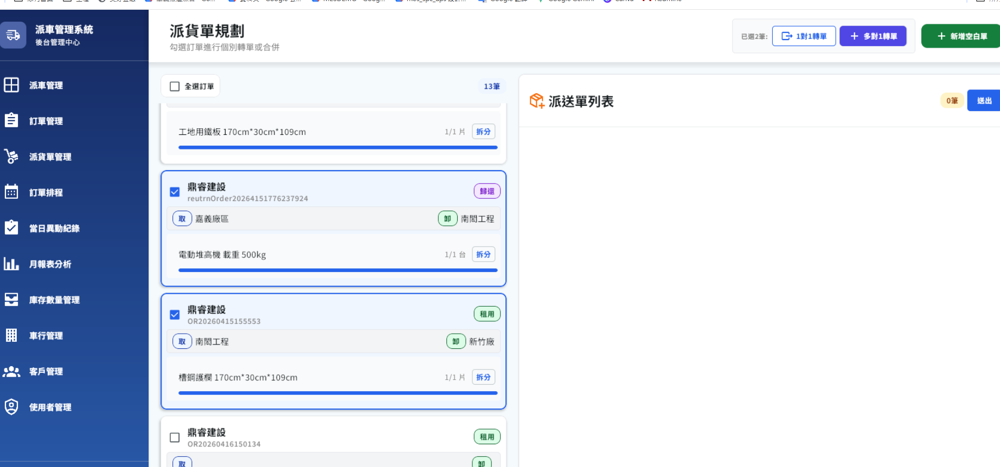 派車管理系統
後台管理中心
派車管理
訂單管理
派貨單管理
訂單排程
當日異動紀錄
月報表分析
庫存數量管理
車行管理
客戶管理
使用者管理
派貨單規劃
勾選訂單進行個別轉單或合併
已選2筆:
1對1轉單
多對1轉單
新增空白單
全選訂單
13筆
工地用鐵板 170cm*30cm*109cm
1/1 片
拆分
鼎睿建設
歸還
reutrnOrder20264151776237924
取 嘉義廠區
卸 南閎工程
電動堆高機 載重 500kg
1/1 台
拆分
鼎睿建設
租用
OR20260415155553
取 南閎工程
卸 新竹廠
槽鋼護欄 170cm*30cm*109cm
1/1 片
拆分
鼎睿建設
租用
OR20260416150134
取
卸
派送單列表
0筆
送出